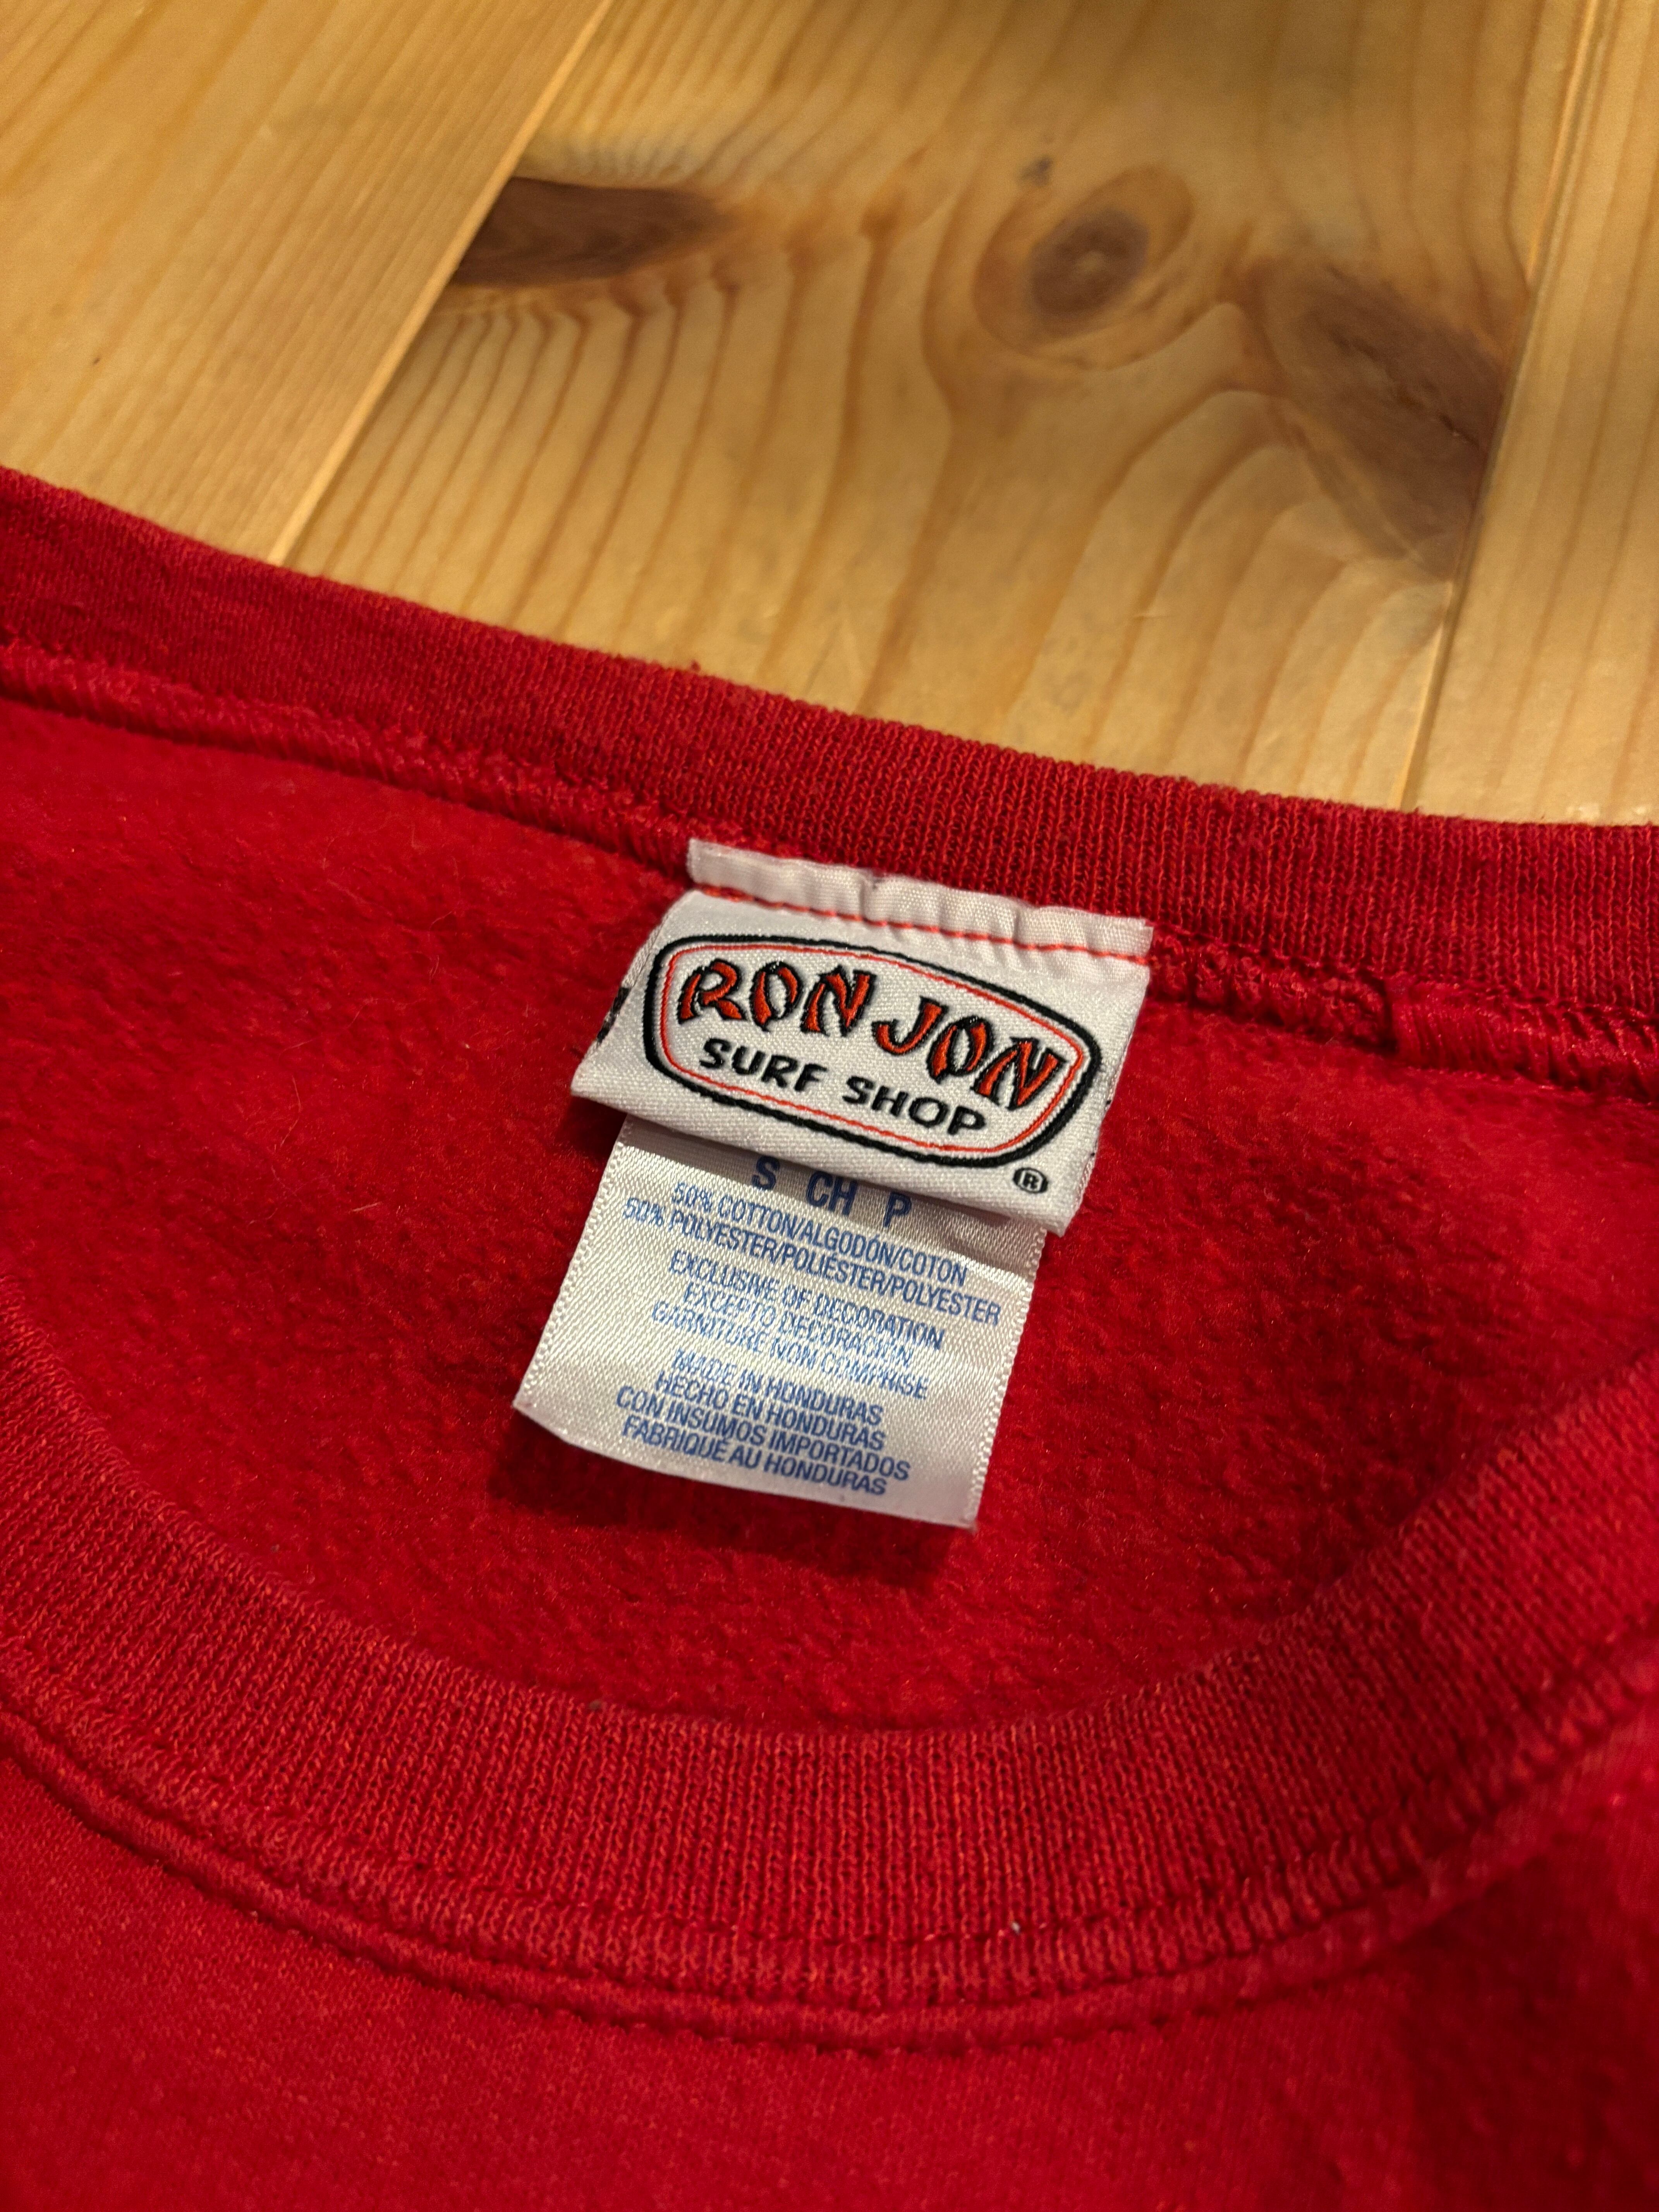 RON JON
SURF SHOP
®
S CH P
50% COTTON/ALGODÓN/COTON
50% POLYESTER/POLIÉSTER/POLYESTER
EXCLUSIVE OF DECORATION
EXCEPTO DECORACIÓN
GARNITURE NON COMPRISE
MADE IN HONDURAS
HECHO EN HONDURAS
CON INSUMOS IMPORTADOS
FABRIQUÉ AU HONDURAS